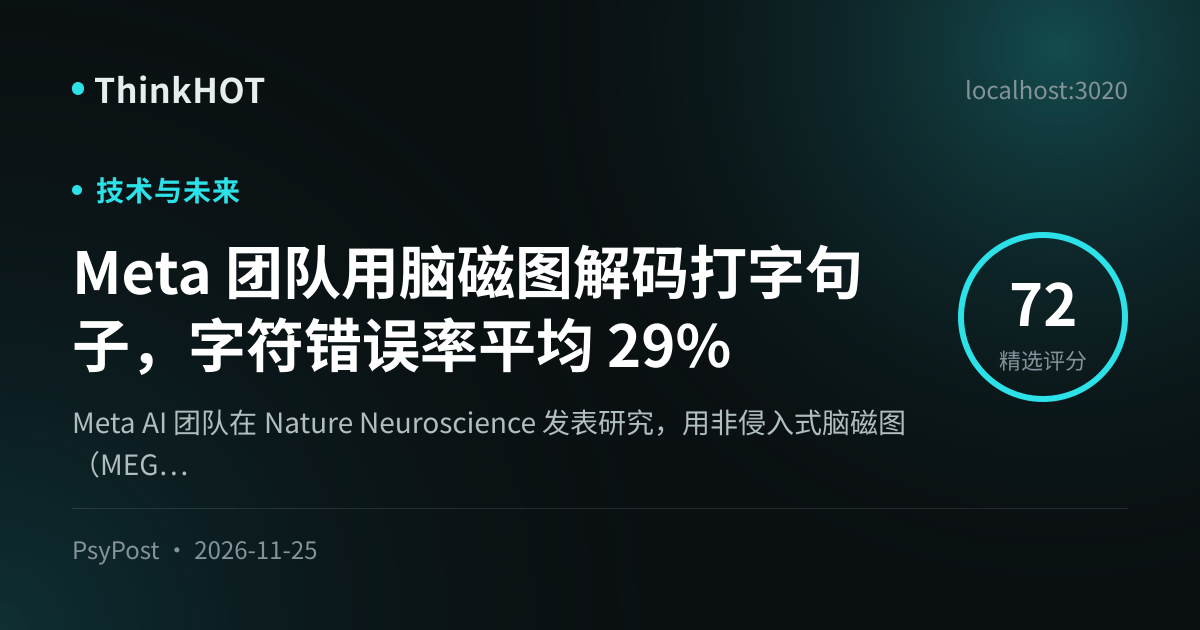 ThinkHOT
localhost:3020
技术与未来
Meta 团队用脑磁图解码打字句
子，字符错误率平均 29%
72
精选评分
Meta AI 团队在 Nature Neuroscience 发表研究，用非侵入式脑磁图
（MEG…
PsyPost · 2026-11-25